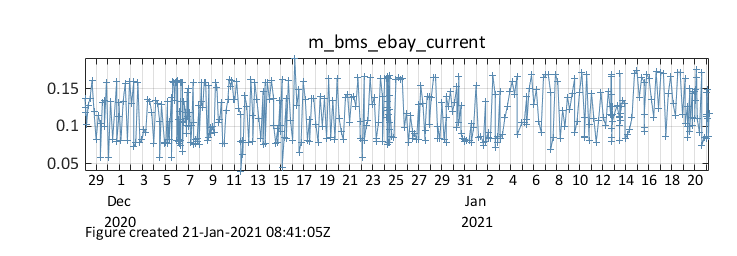 m_bms_ebay_current
0.15
0.1
0.05
29 1 3 5 7 9 11 13 15 17 19 21 23 25 27 29 31 2 4 6 8 10 12 14 16 18 20
Dec Jan
2020 2021
Figure created 21-Jan-2021 08:41:05Z